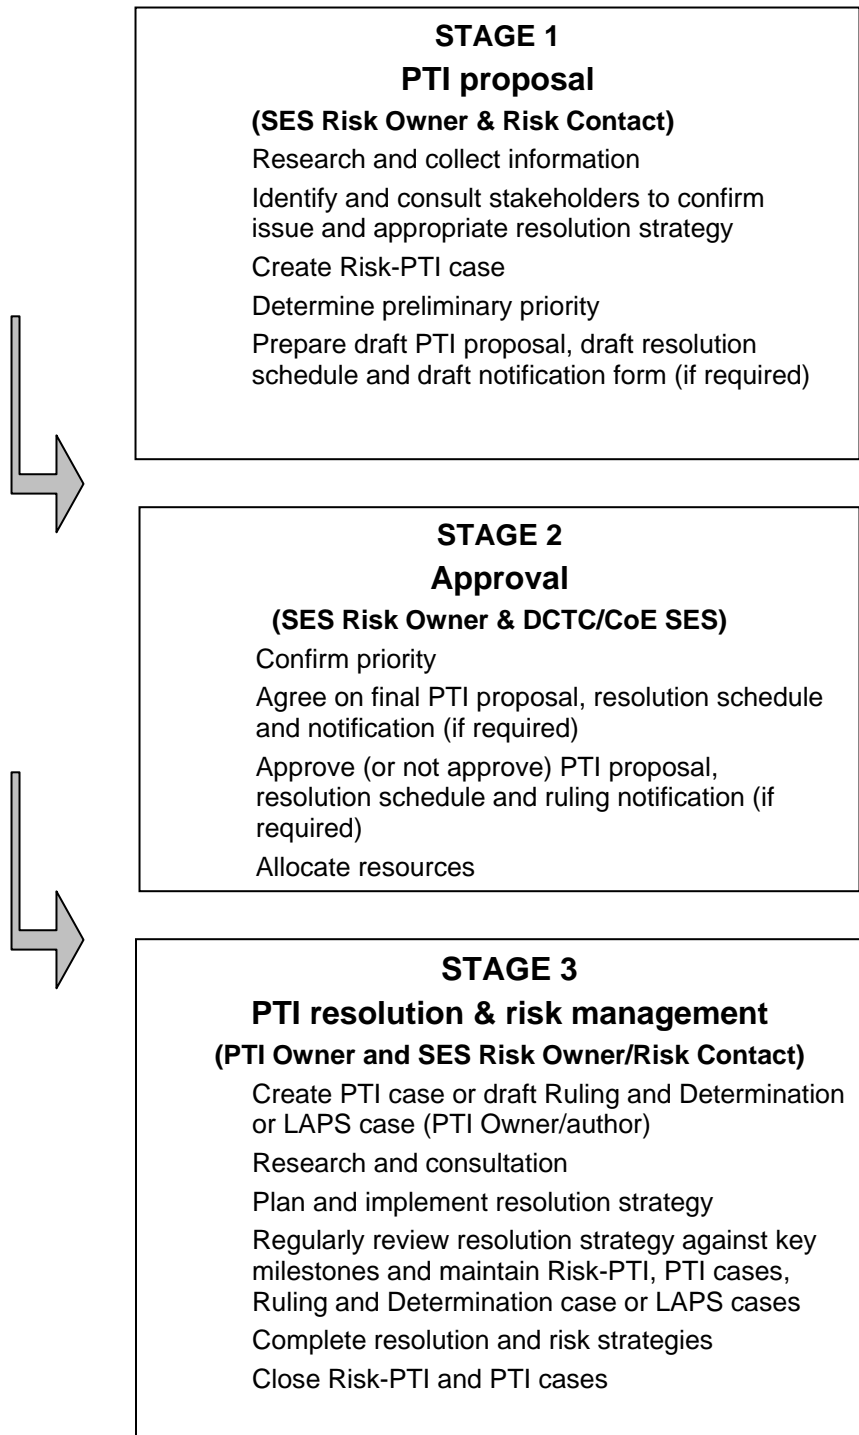 STAGE 1
PTI proposal
(SES Risk Owner & Risk Contact)
Research and collect information
Identify and consult stakeholders to confirm
issue and appropriate resolution strategy
Create Risk-PTI case
Determine preliminary priority
Prepare draft PTI proposal, draft resolution
schedule and draft notification form (if required)
STAGE 2
Approval
(SES Risk Owner & DCTC/CoE SES)
Confirm priority
Agree on final PTI proposal, resolution schedule
and notification (if required)
Approve (or not approve) PTI proposal,
resolution schedule and ruling notification (if
required)
Allocate resources
STAGE 3
PTI resolution & risk management
(PTI Owner and SES Risk Owner/Risk Contact)
Create PTI case or draft Ruling and Determination
or LAPS case (PTI Owner/author)
Research and consultation
Plan and implement resolution strategy
Regularly review resolution strategy against key
milestones and maintain Risk-PTI, PTI cases,
Ruling and Determination case or LAPS cases
Complete resolution and risk strategies
Close Risk-PTI and PTI cases